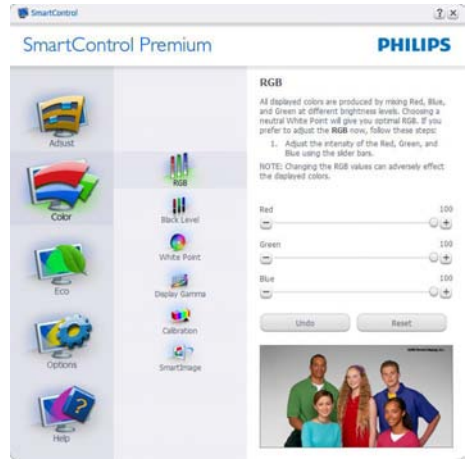 SmartControl
SmartControl Premium
PHILIPS
Adjust
Color
Eco
Options
Help
RGB
Black Level
White Point
Display Gamma
Calibration
SmartImage
RGB
All displayed colors are produced by mixing Red, Blue,
and Green at different brightness levels. Choosing a
neutral White Point will give you optimal RGB. If you
prefer to adjust the RGB now, follow these steps:
1. Adjust the intensity of the Red, Green, and
Blue using the slider bars.
NOTE: Changing the RGB values can adversely effect
the displayed colors.
Red 100
Green 100
Blue 100
Undo Reset